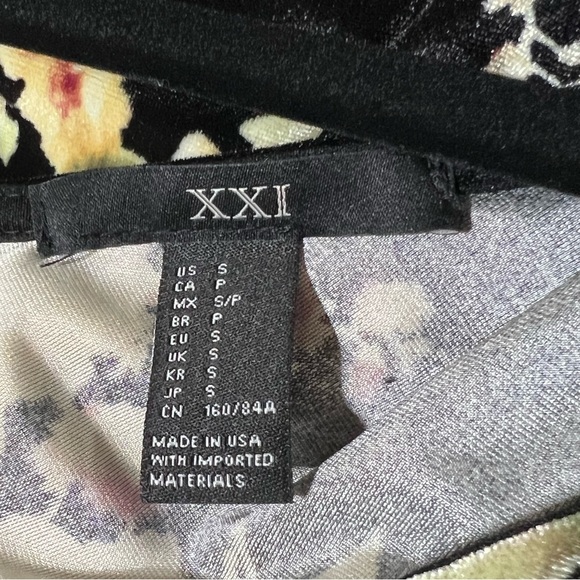 XXI
US S
CA P
MX S/P
BR P
EU S
UK S
KR S
JP S
CN 160/84A
MADE IN USA
WITH IMPORTED
MATERIALS